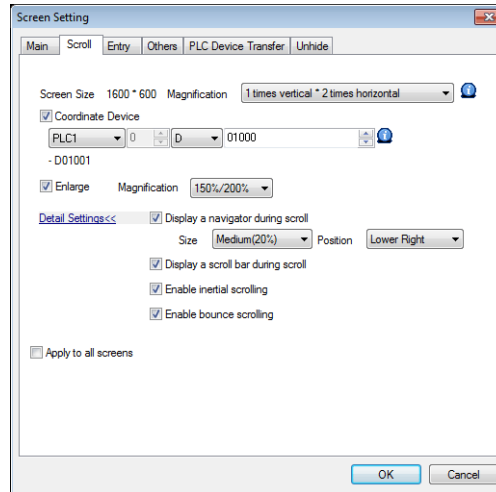 Screen Setting
Main Scroll Entry Others PLC Device Transfer Unhide
Screen Size 1600 * 600 Magnification 1 times vertical * 2 times horizontal
Coordinate Device
PLC1 0 D 01000
- D01001
Enlarge Magnification 150%/200%
Detail Settings<< Display a navigator during scroll
Size Medium(20%) Position Lower Right
Display a scroll bar during scroll
Enable inertial scrolling
Enable bounce scrolling
Apply to all screens
OK Cancel